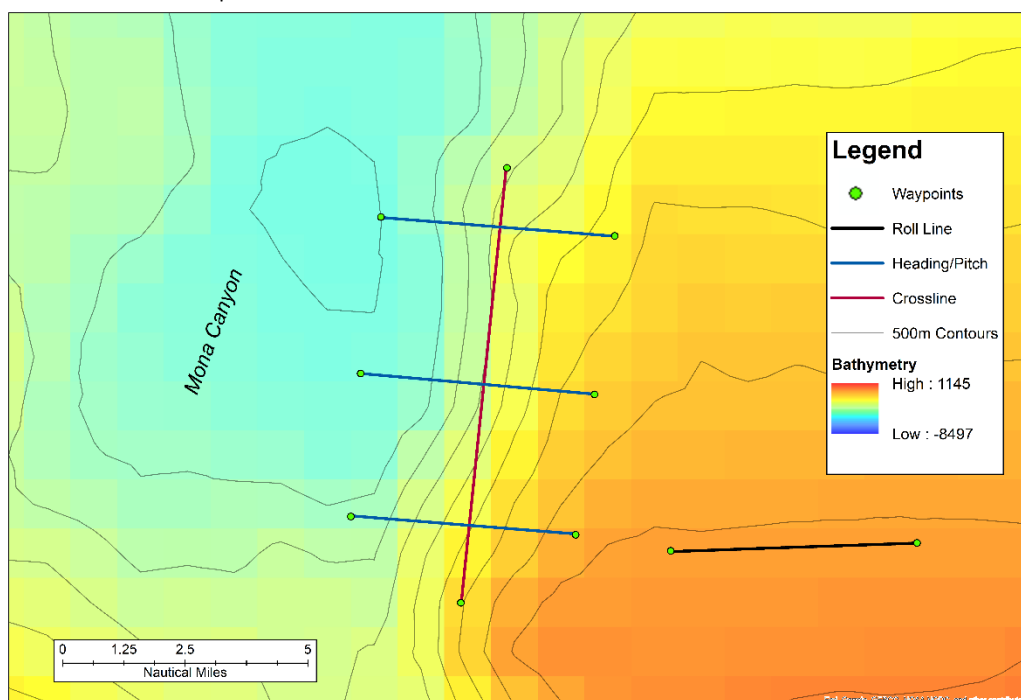 Mona Canyon
Legend
Waypoints
Roll Line
Heading/Pitch
Crossline
500m Contours
Bathymetry
High : 1145
Low : -8497
0 1.25 2.5 5
Nautical Miles